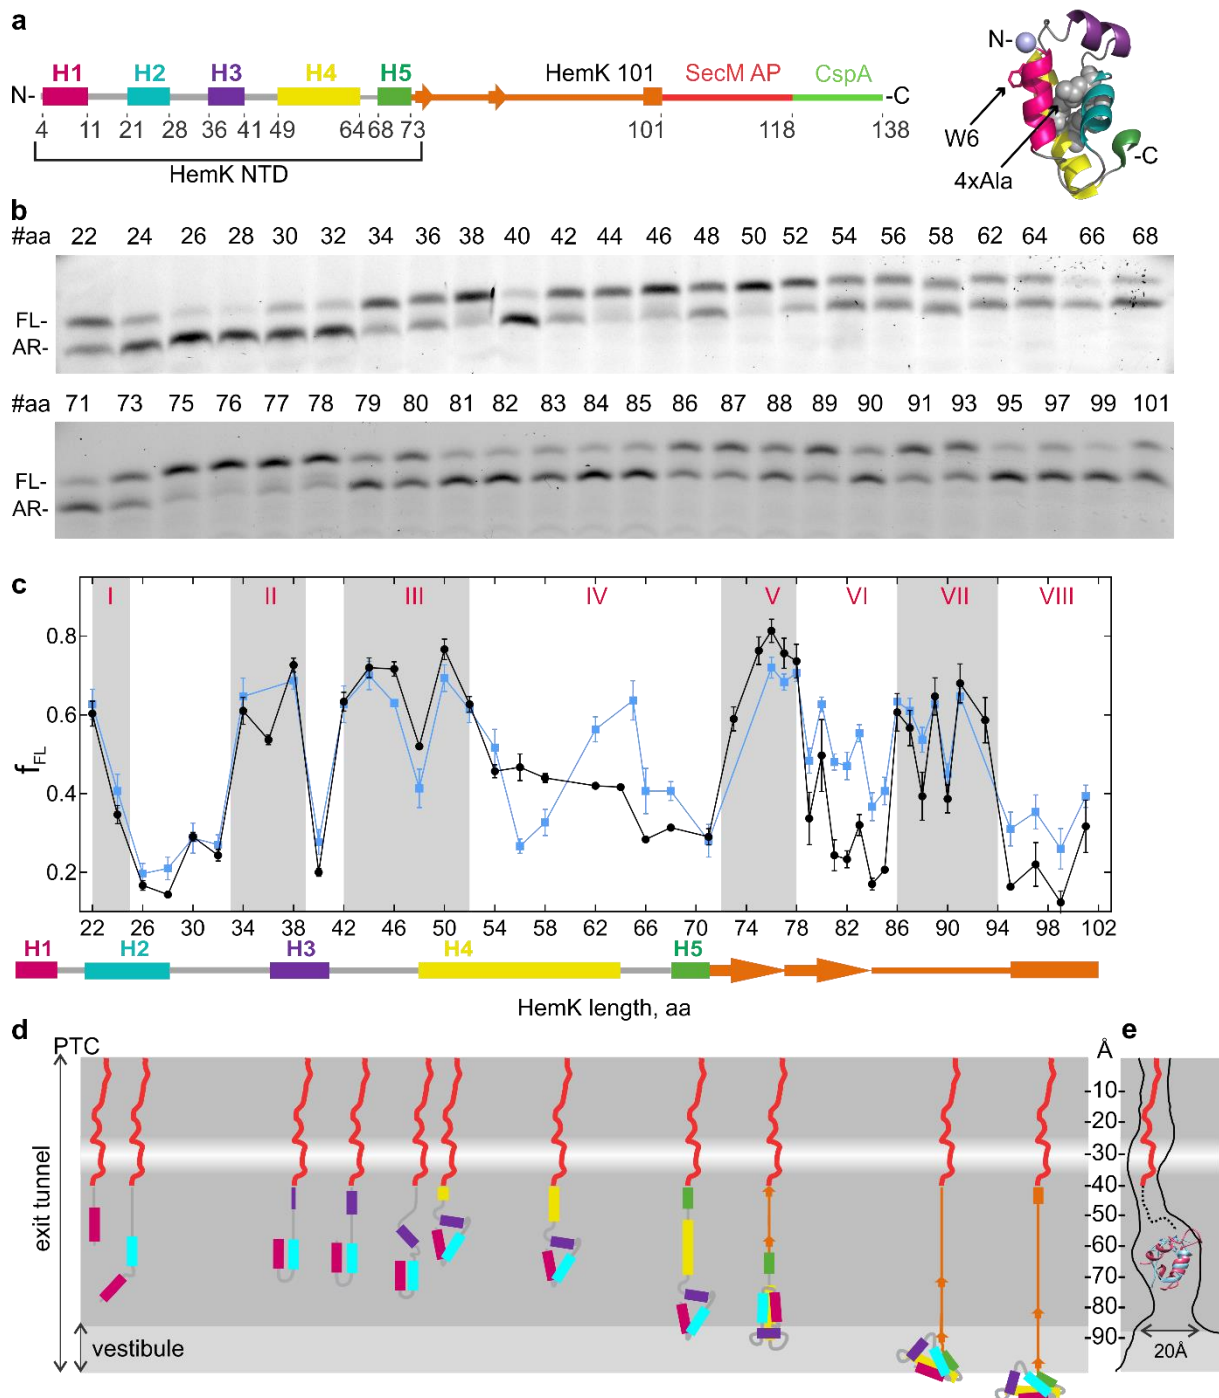 a
H1 H2 H3 H4 H5 HemK 101 SecM AP CspA
N- -C
4 11 21 28 36 41 49 64 68 73 101 118 138
HemK NTD
N-
W6
4xAla
-C
b
#aa 22 24 26 28 30 32 34 36 38 40 42 44 46 48 50 52 54 56 58 62 64 66 68
FL-
AR-
#aa 71 73 75 76 77 78 79 80 81 82 83 84 85 86 87 88 89 90 91 93 95 97 99 101
FL-
AR-
c
I II III IV V VI VII VIII
0.8
0.6
0.4
0.2
fFL
22 26 30 34 38 42 46 50 54 58 62 66 70 74 78 82 86 90 94 98 102
H1 H2 H3 H4 H5
HemK length, aa
d
PTC
Å
e
-10-
-20-
-30-
-40-
-50-
-60-
-70-
-80-
-90-
exit tunnel
vestibule
20Å